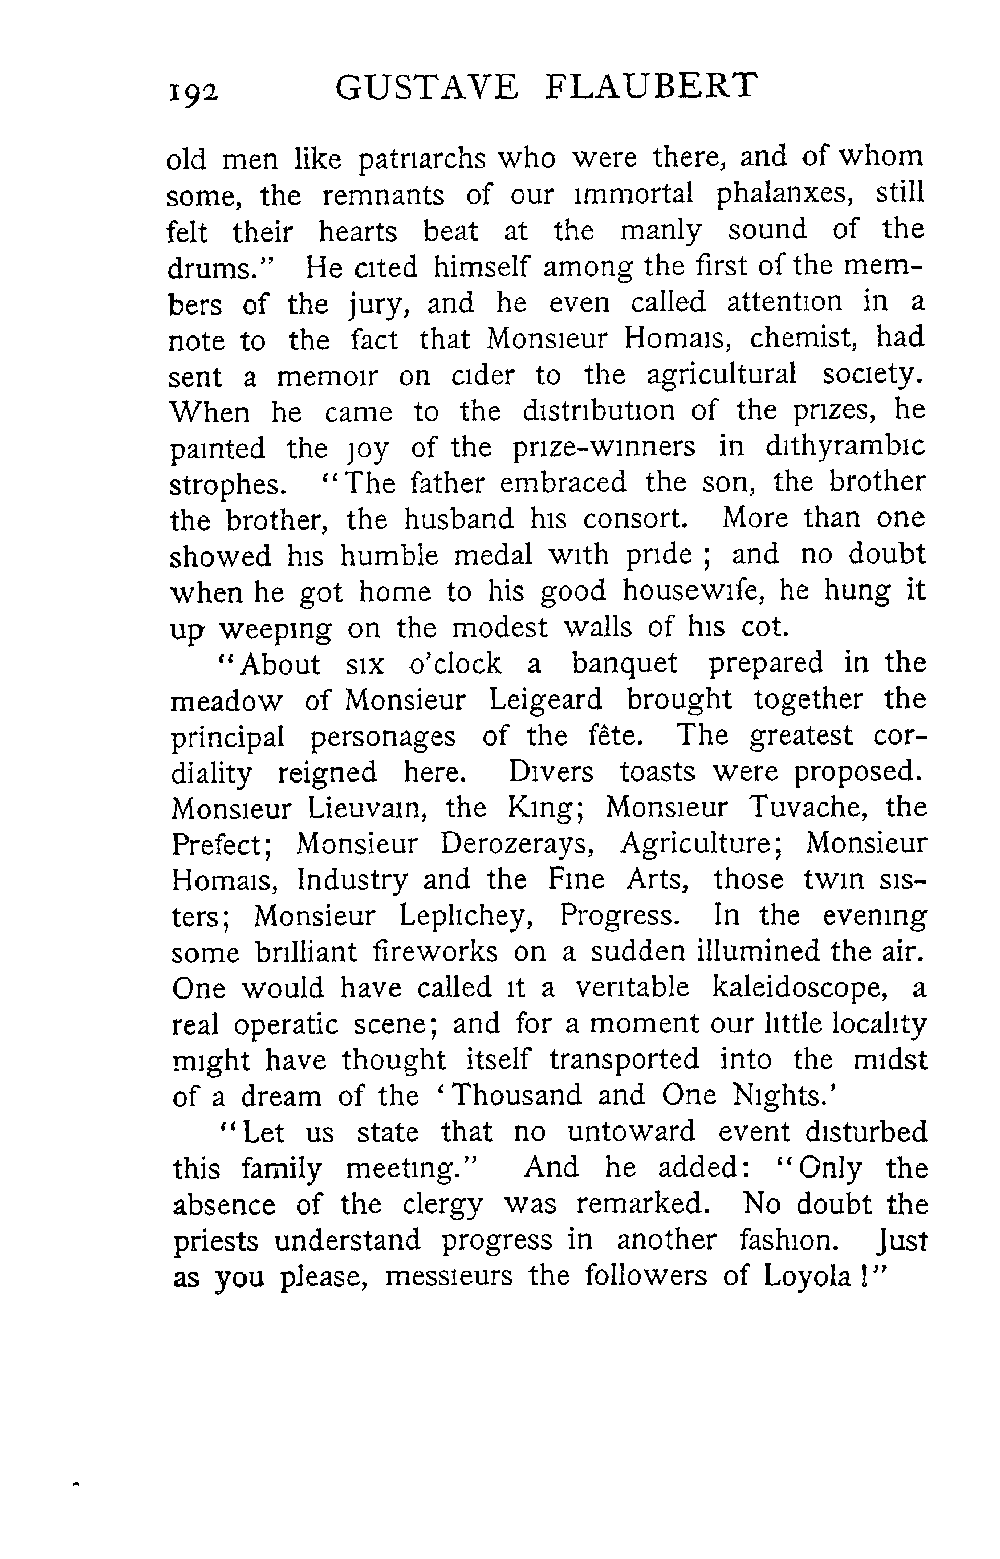 192 GUSTAVE FLAUBERT
old men like patriarchs who were there, and of whom
some, the remnants of our immortal phalanxes, still
felt their hearts beat at the manly sound of the
drums.” He cited himself among the first of the mem-
bers of the jury, and he even called attention in a
note to the fact that Monsieur Homais, chemist, had
sent a memoir on cider to the agricultural society.
When he came to the distribution of the prizes, he
painted the joy of the prize-winners in dithyrambic
strophes. “The father embraced the son, the brother
the brother, the husband his consort. More than one
showed his humble medal with pride ; and no doubt
when he got home to his good housewife, he hung it
up weeping on the modest walls of his cot.
“About six o’clock a banquet prepared in the
meadow of Monsieur Leigeard brought together the
principal personages of the fête. The greatest cor-
diality reigned here. Divers toasts were proposed.
Monsieur Lieuvain, the King; Monsieur Tuvache, the
Prefect; Monsieur Derozerays, Agriculture; Monsieur
Homais, Industry and the Fine Arts, those twin sis-
ters; Monsieur Leplichey, Progress. In the evening
some brilliant fireworks on a sudden illumined the air.
One would have called it a veritable kaleidoscope, a
real operatic scene; and for a moment our little locality
might have thought itself transported into the midst
of a dream of the ‘Thousand and One Nights.’
“Let us state that no untoward event disturbed
this family meeting.” And he added: “Only the
absence of the clergy was remarked. No doubt the
priests understand progress in another fashion. Just
as you please, messieurs the followers of Loyola !”